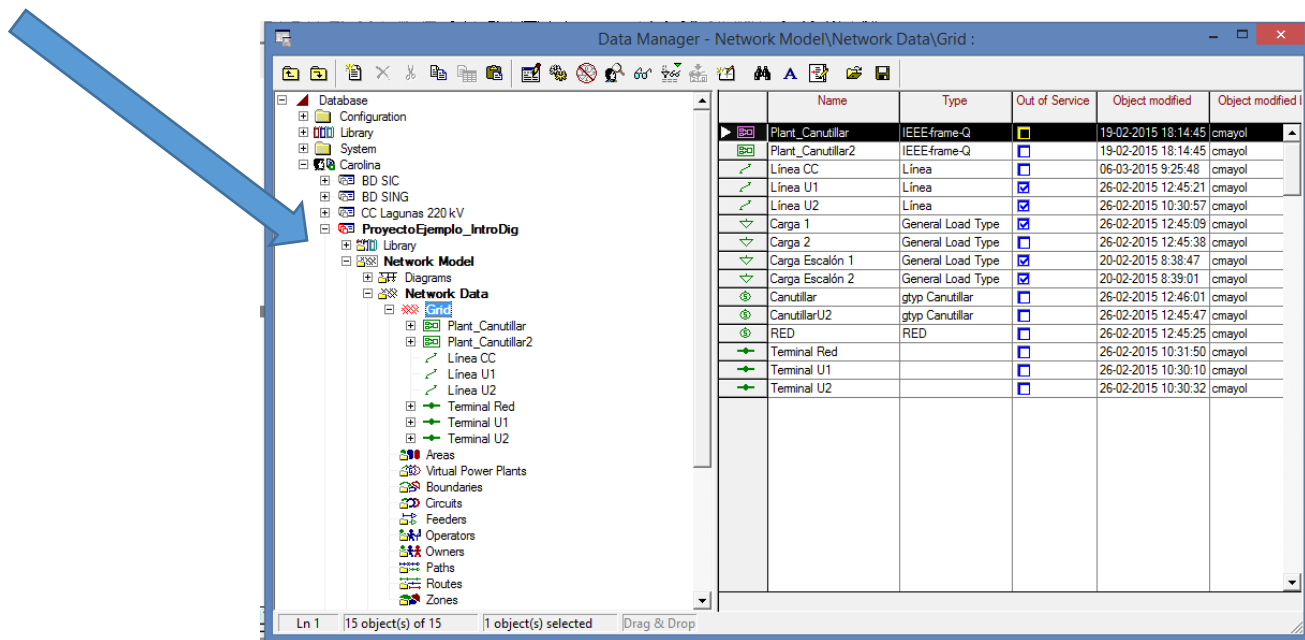 Data Manager - Network Model\Network Data\Grid :
Database
Configuration
Library
System
Carolina
BD SIC
BD SING
CC Lagunas 220 kV
ProyectoEjemplo_IntroDig
Library
Network Model
Diagrams
Network Data
Grid
Plant_Canutillar
Plant_Canutillar2
Línea CC
Línea U1
Línea U2
Terminal Red
Terminal U1
Terminal U2
Areas
Virtual Power Plants
Boundaries
Circuits
Feeders
Operators
Owners
Paths
Routes
Zones
Name Type Out of Service Object modified Object modified
Plant_Canutillar IEEE-frame-Q 19-02-2015 18:14:45 cmayol
Plant_Canutillar2 IEEE-frame-Q 19-02-2015 18:14:45 cmayol
Línea CC Línea 06-03-2015 9:25:48 cmayol
Línea U1 Línea 26-02-2015 12:45:21 cmayol
Línea U2 Línea 26-02-2015 10:30:57 cmayol
Carga 1 General Load Type 26-02-2015 12:45:09 cmayol
Carga 2 General Load Type 26-02-2015 12:45:38 cmayol
Carga Escalón 1 General Load Type 20-02-2015 8:38:47 cmayol
Carga Escalón 2 General Load Type 20-02-2015 8:39:01 cmayol
Canutillar gtyp Canutillar 26-02-2015 12:46:01 cmayol
CanutillarU2 gtyp Canutillar 26-02-2015 12:45:47 cmayol
RED RED 26-02-2015 12:45:25 cmayol
Terminal Red 26-02-2015 10:31:50 cmayol
Terminal U1 26-02-2015 10:30:10 cmayol
Terminal U2 26-02-2015 10:30:32 cmayol
Ln 1 15 object(s) of 15 1 object(s) selected Drag & Drop